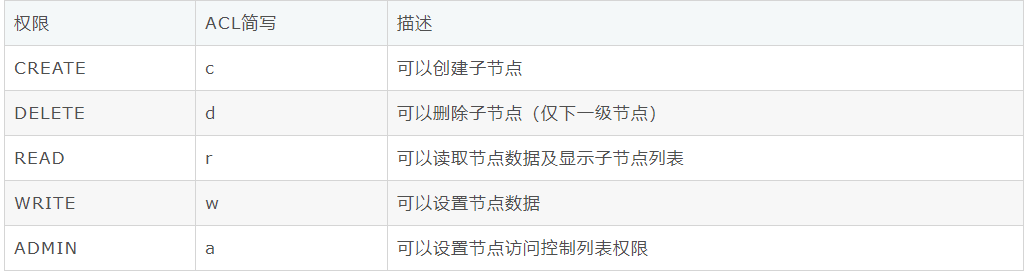 权限 ACL简写 描述
CREATE c 可以创建子节点
DELETE d 可以删除子节点（仅下一级节点）
READ r 可以读取节点数据及显示子节点列表
WRITE w 可以设置节点数据
ADMIN a 可以设置节点访问控制列表权限